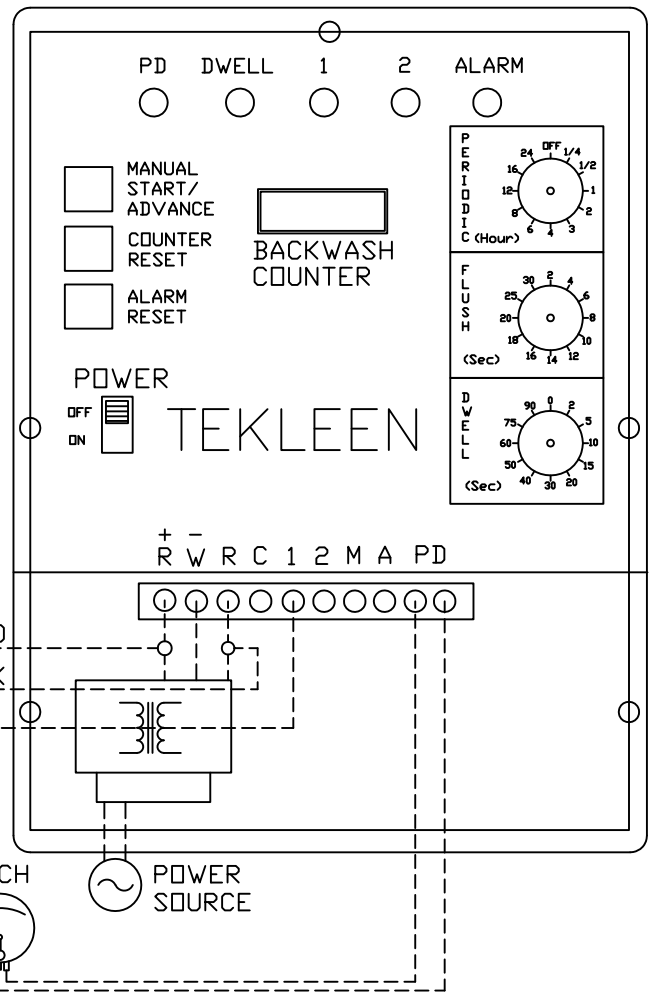 PD DWELL 1 2 ALARM
MANUAL
START/
ADVANCE
COUNTER
RESET
ALARM
RESET
BACKWASH
COUNTER
PERIODIC (Hour)
OFF 1/4 1/2 1 2 3 4 6 8 12 16 24
FLUSH
(Sec)
2 4 6 8 10 12 14 16 18 20 25 30
DWELL
(Sec)
0 2 5 10 15 20 30 40 50 60 75 90
POWER
OFF
ON
TEKLEEN
+ -
R W R C 1 2 M A PD
POWER
SOURCE
CH